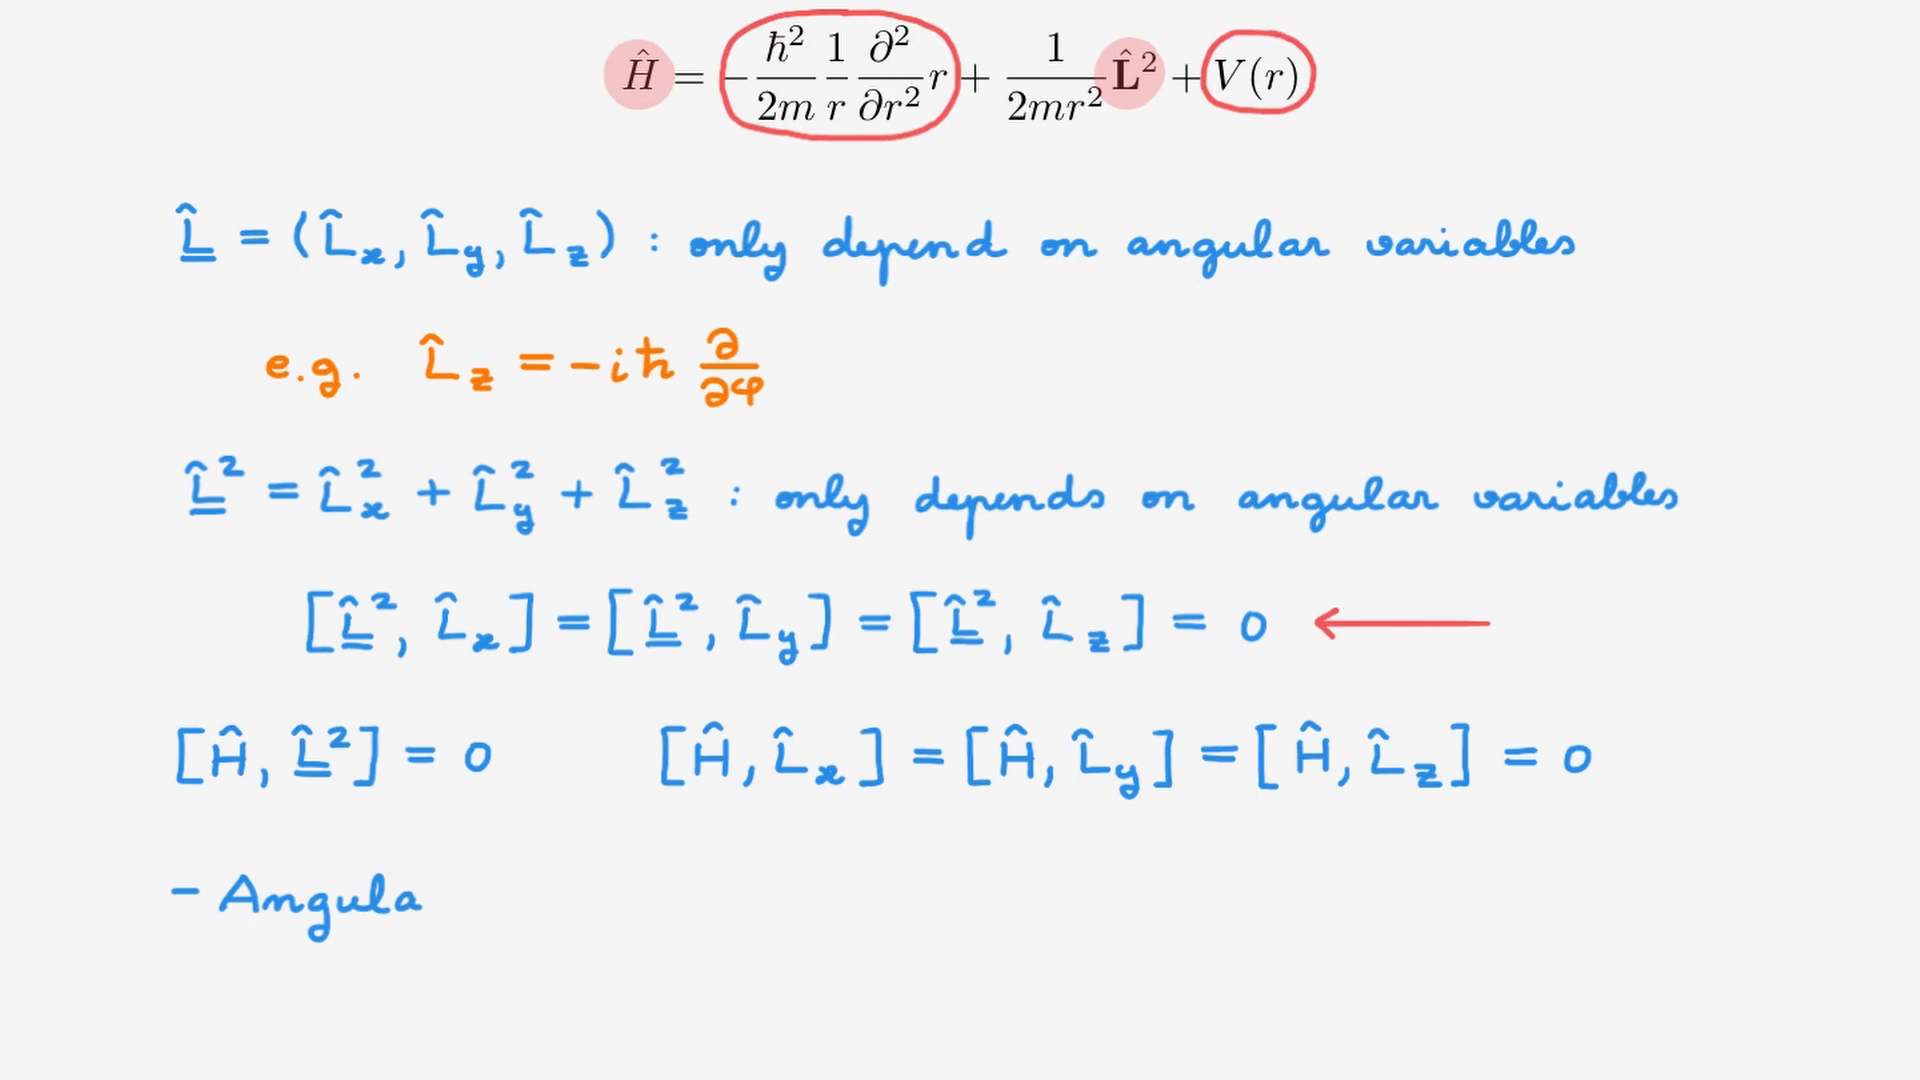 Ĥ = -ℏ²/2m 1/r ∂²/∂r² r + 1/2mr² L̂² + V(r)
L̂ = (L̂x, L̂y, L̂z) : only depend on angular variables
e.g. L̂z = -iℏ ∂/∂φ
L̂² = L̂x² + L̂y² + L̂z² : only depends on angular variables
[L̂², L̂x] = [L̂², L̂y] = [L̂², L̂z] = 0 ←
[Ĥ, L̂²] = 0 [Ĥ, L̂x] = [Ĥ, L̂y] = [Ĥ, L̂z] = 0
- Angula